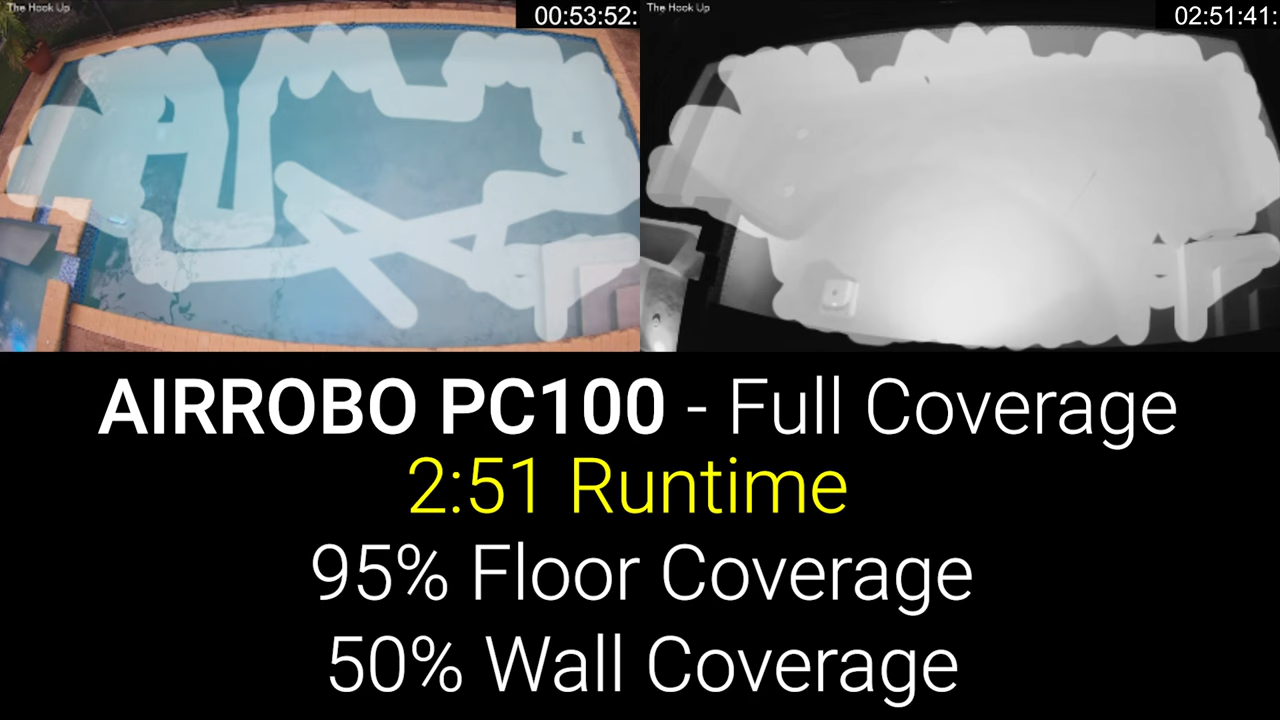 The Hook Up
00:53:52:
The Hook Up
02:51:41:
AIRROBO PC100 - Full Coverage
2:51 Runtime
95% Floor Coverage
50% Wall Coverage